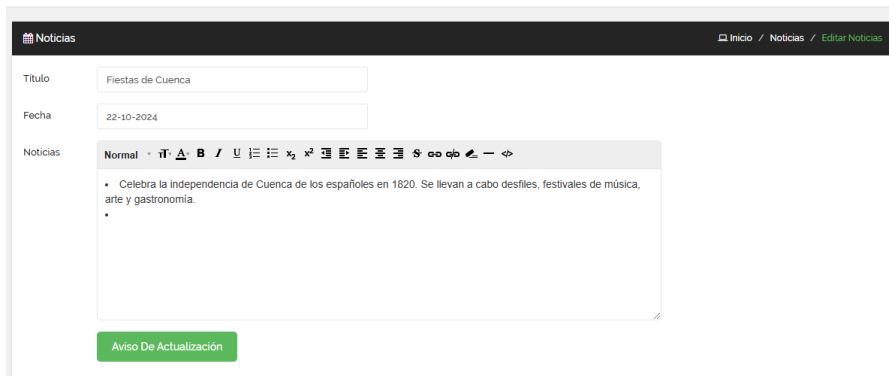 Noticias
Inicio / Noticias / Editar Noticias
Título
Fiestas de Cuenca
Fecha
22-10-2024
Noticias
Normal
• Celebra la independencia de Cuenca de los españoles en 1820. Se llevan a cabo desfiles, festivales de música,
arte y gastronomía.
•
Aviso De Actualización